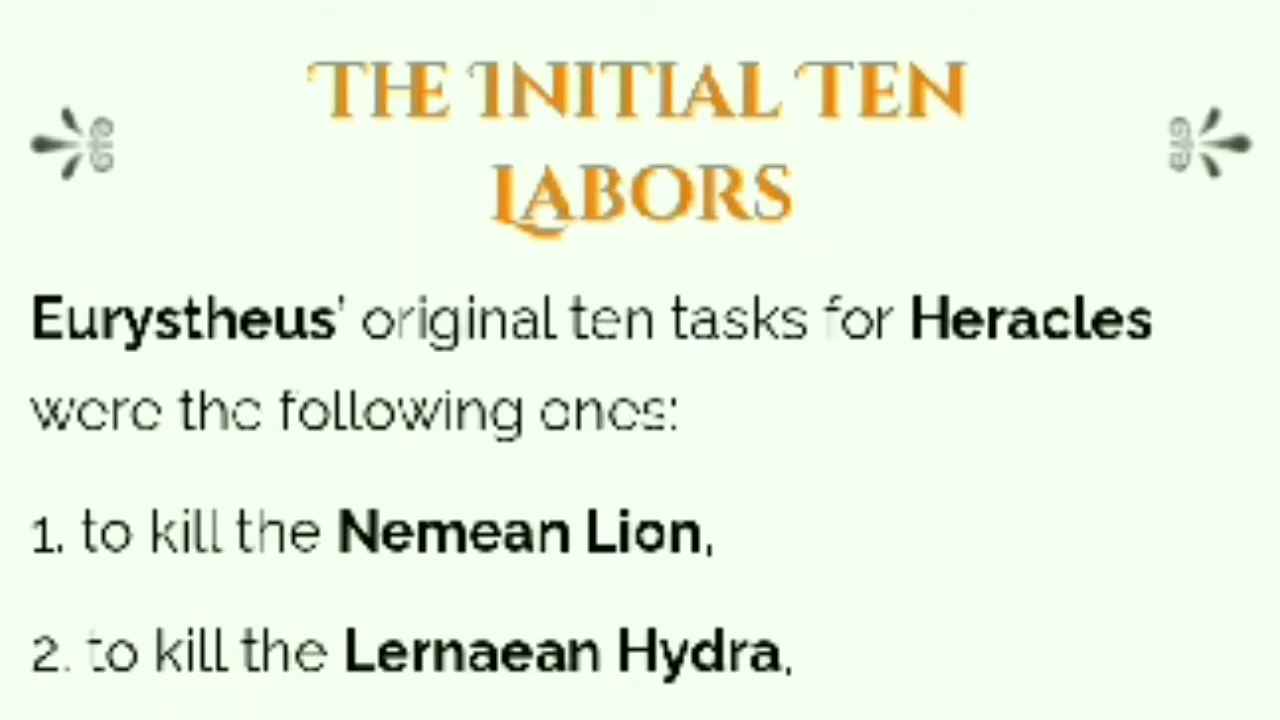 THE INITIAL TEN
LABORS
Eurystheus' original ten tasks for Heracles
were the following ones:
1. to kill the Nemean Lion,
2. to kill the Lernaean Hydra,